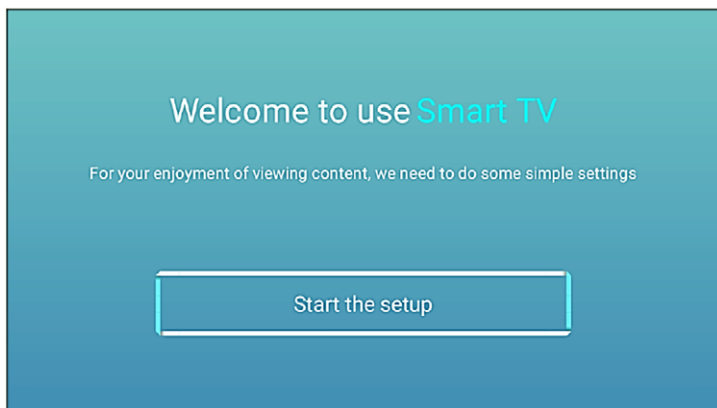 Welcome to use Smart TV
For your enjoyment of viewing content, we need to do some simple settings
Start the setup